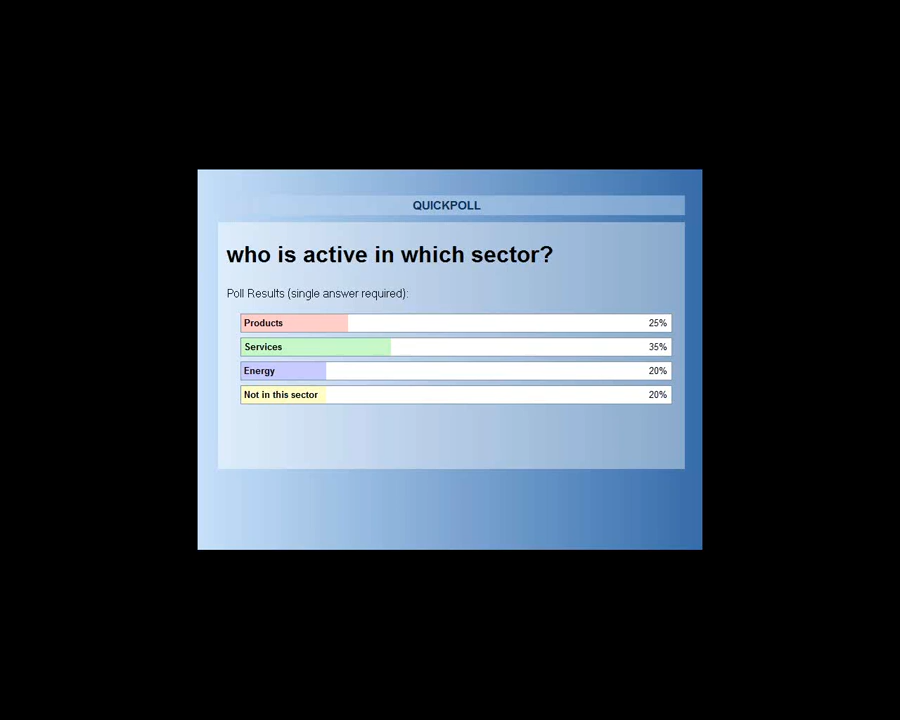 QUICKPOLL
who is active in which sector?
Poll Results (single answer required):
Products 25%
Services 35%
Energy 20%
Not in this sector 20%